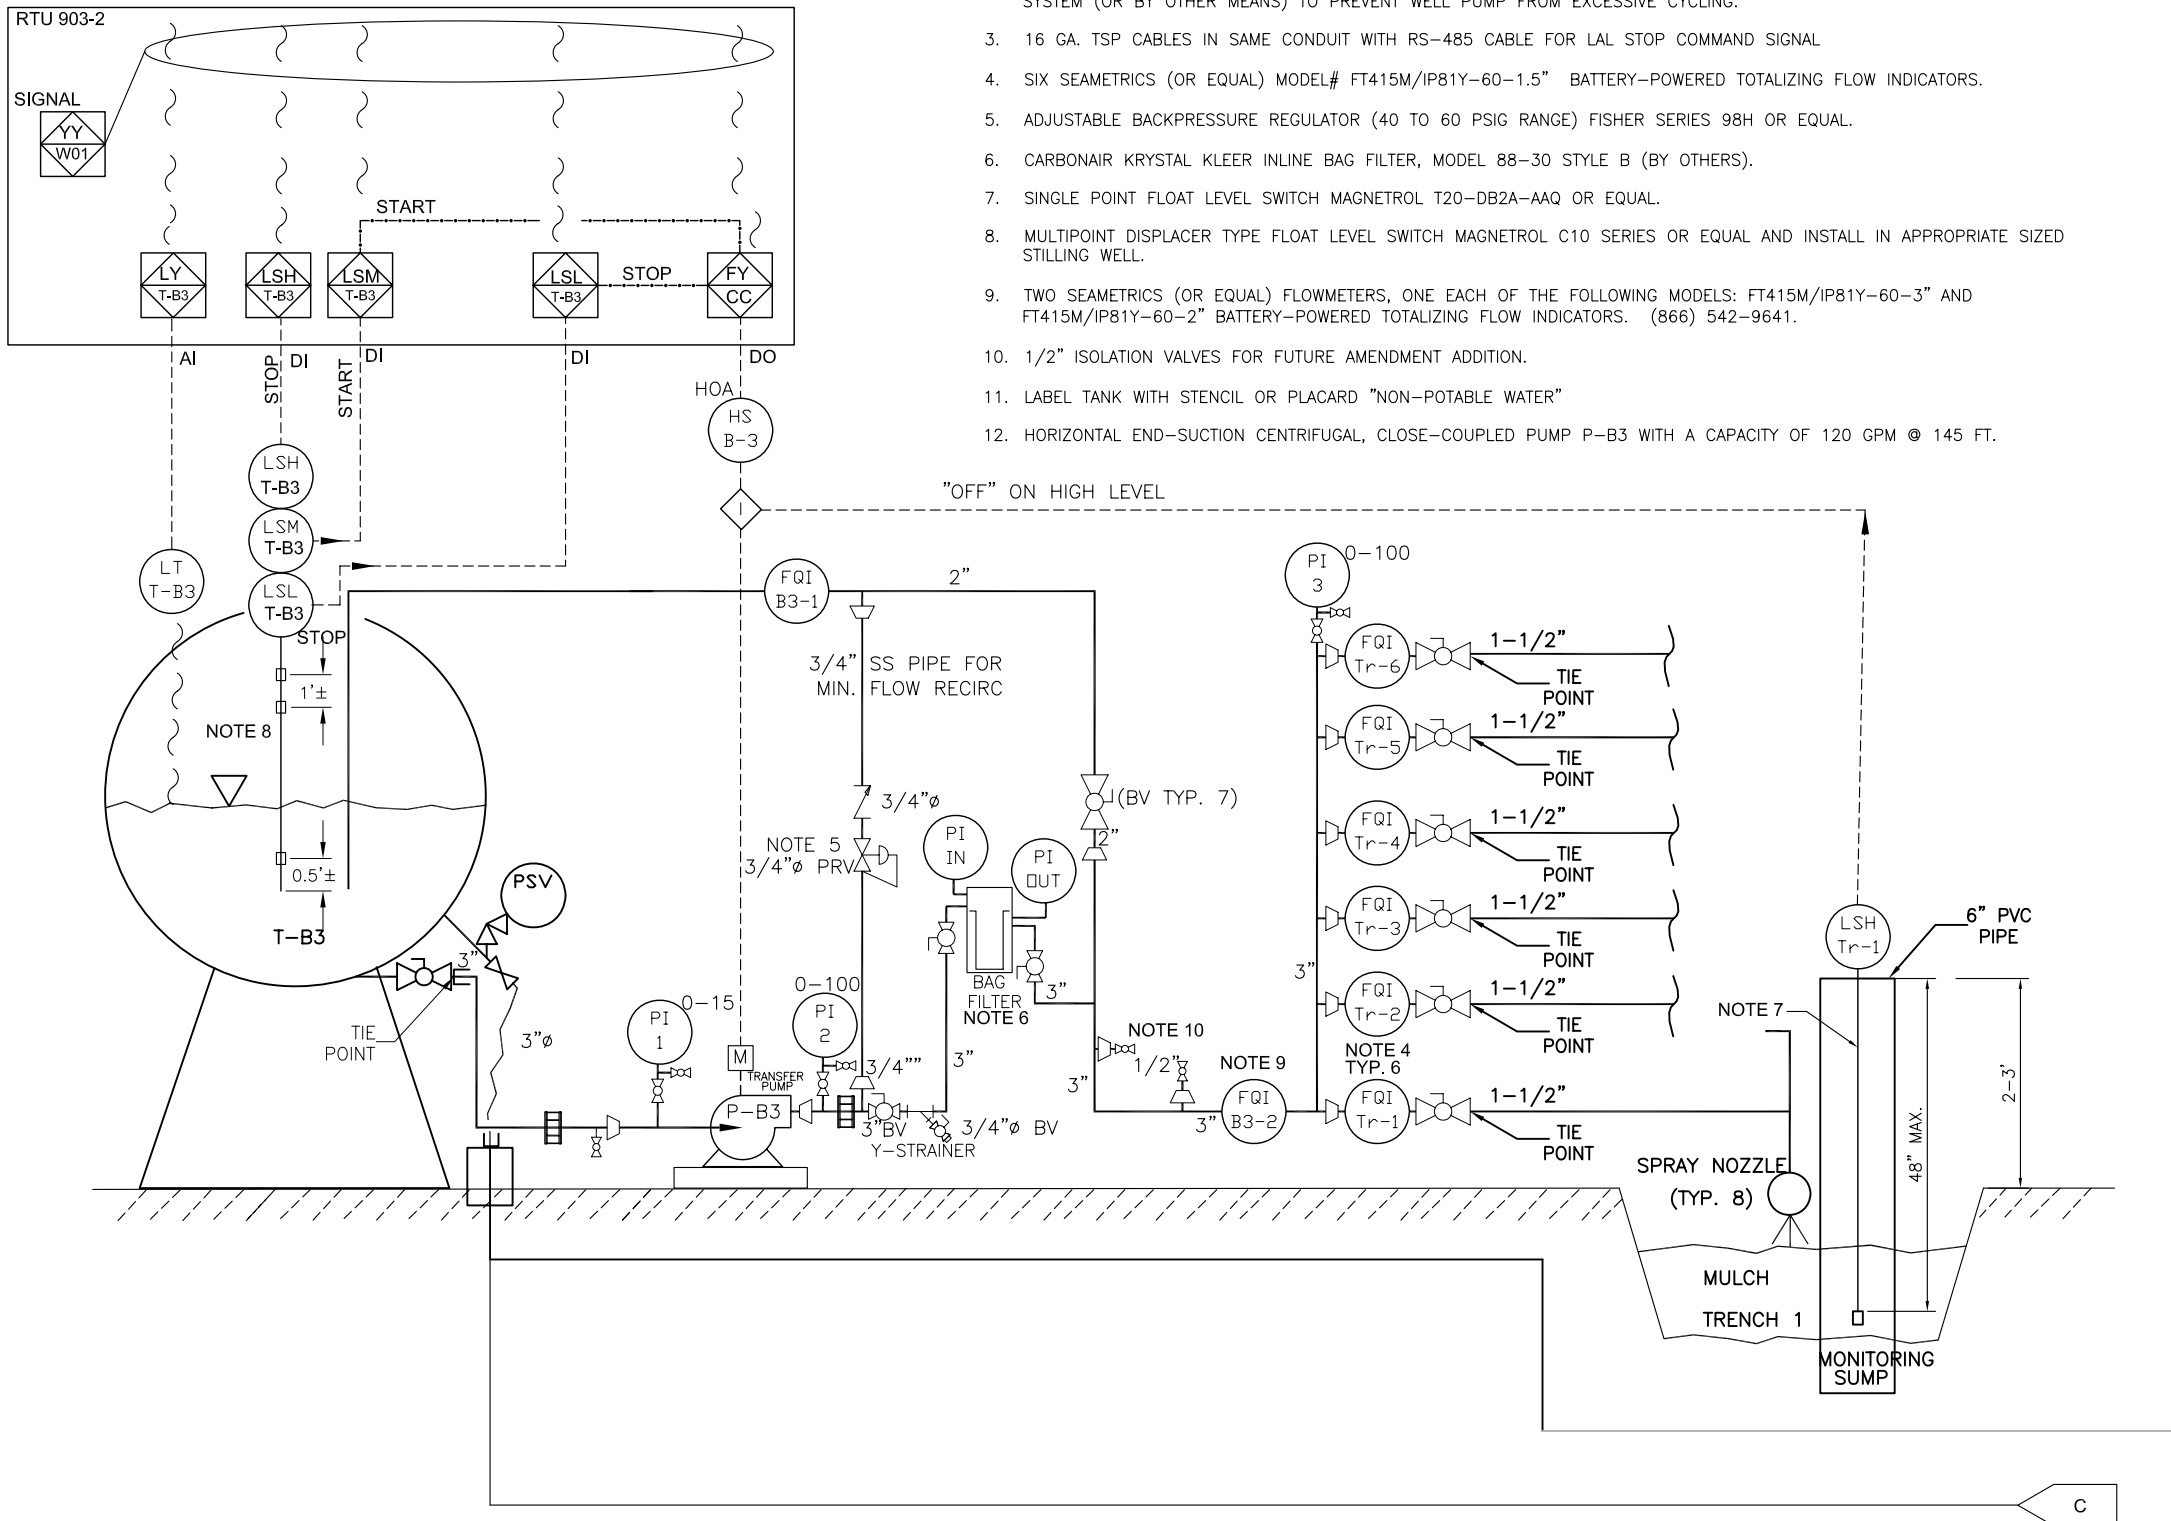 RTU 903-2
SYSTEM (OR BY OTHER MEANS) TO PREVENT WELL PUMP FROM EXCESSIVE CYCLING.
3. 16 GA. TSP CABLES IN SAME CONDUIT WITH RS-485 CABLE FOR LAL STOP COMMAND SIGNAL
4. SIX SEAMETRICS (OR EQUAL) MODEL# FT415M/IP81Y-60-1.5" BATTERY-POWERED TOTALIZING FLOW INDICATORS.
5. ADJUSTABLE BACKPRESSURE REGULATOR (40 TO 60 PSIG RANGE) FISHER SERIES 98H OR EQUAL.
6. CARBONAIR KRYSTAL KLEER INLINE BAG FILTER, MODEL 88-30 STYLE B (BY OTHERS).
7. SINGLE POINT FLOAT LEVEL SWITCH MAGNETROL T20-DB2A-AAQ OR EQUAL.
8. MULTIPOINT DISPLACER TYPE FLOAT LEVEL SWITCH MAGNETROL C10 SERIES OR EQUAL AND INSTALL IN APPROPRIATE SIZED
STILLING WELL.
9. TWO SEAMETRICS (OR EQUAL) FLOWMETERS, ONE EACH OF THE FOLLOWING MODELS: FT415M/IP81Y-60-3" AND
FT415M/IP81Y-60-2" BATTERY-POWERED TOTALIZING FLOW INDICATORS. (866) 542-9641.
10. 1/2" ISOLATION VALVES FOR FUTURE AMENDMENT ADDITION.
11. LABEL TANK WITH STENCIL OR PLACARD "NON-POTABLE WATER"
12. HORIZONTAL END-SUCTION CENTRIFUGAL, CLOSE-COUPLED PUMP P-B3 WITH A CAPACITY OF 120 GPM @ 145 FT.
SIGNAL
YY
W01
START
LY
T-B3
LSH
T-B3
LSM
T-B3
LSL
T-B3
STOP
FY
CC
AI
STOP
DI
START
DI
DI
DO
HOA
HS
B-3
I
"OFF" ON HIGH LEVEL
LSH
T-B3
LSM
T-B3
LSL
T-B3
LT
T-B3
STOP
1'±
NOTE 8
0.5'±
T-B3
PSV
3"
TIE
POINT
3"ø
FQI
B3-1
2"
3/4" SS PIPE FOR
MIN. FLOW RECIRC
3/4"ø
NOTE 5
3/4"ø PRV
PI
IN
PI
OUT
BAG
FILTER
NOTE 6
3"
(BV TYP. 7)
2"
0-15
PI
1
M
TRANSFER
PUMP
P-B3
0-100
PI
2
3/4""
3"BV
Y-STRAINER
3/4"ø BV
3"
NOTE 10
1/2"
3"
NOTE 9
3"
FQI
B3-2
PI
3
0-100
3"
FQI
Tr-6
1-1/2"
TIE
POINT
FQI
Tr-5
1-1/2"
TIE
POINT
FQI
Tr-4
1-1/2"
TIE
POINT
FQI
Tr-3
1-1/2"
TIE
POINT
FQI
Tr-2
1-1/2"
TIE
POINT
NOTE 4
TYP. 6
FQI
Tr-1
1-1/2"
TIE
POINT
LSH
Tr-1
6" PVC
PIPE
NOTE 7
48" MAX.
2-3'
SPRAY NOZZLE
(TYP. 8)
MULCH
TRENCH 1
MONITORING
SUMP
C